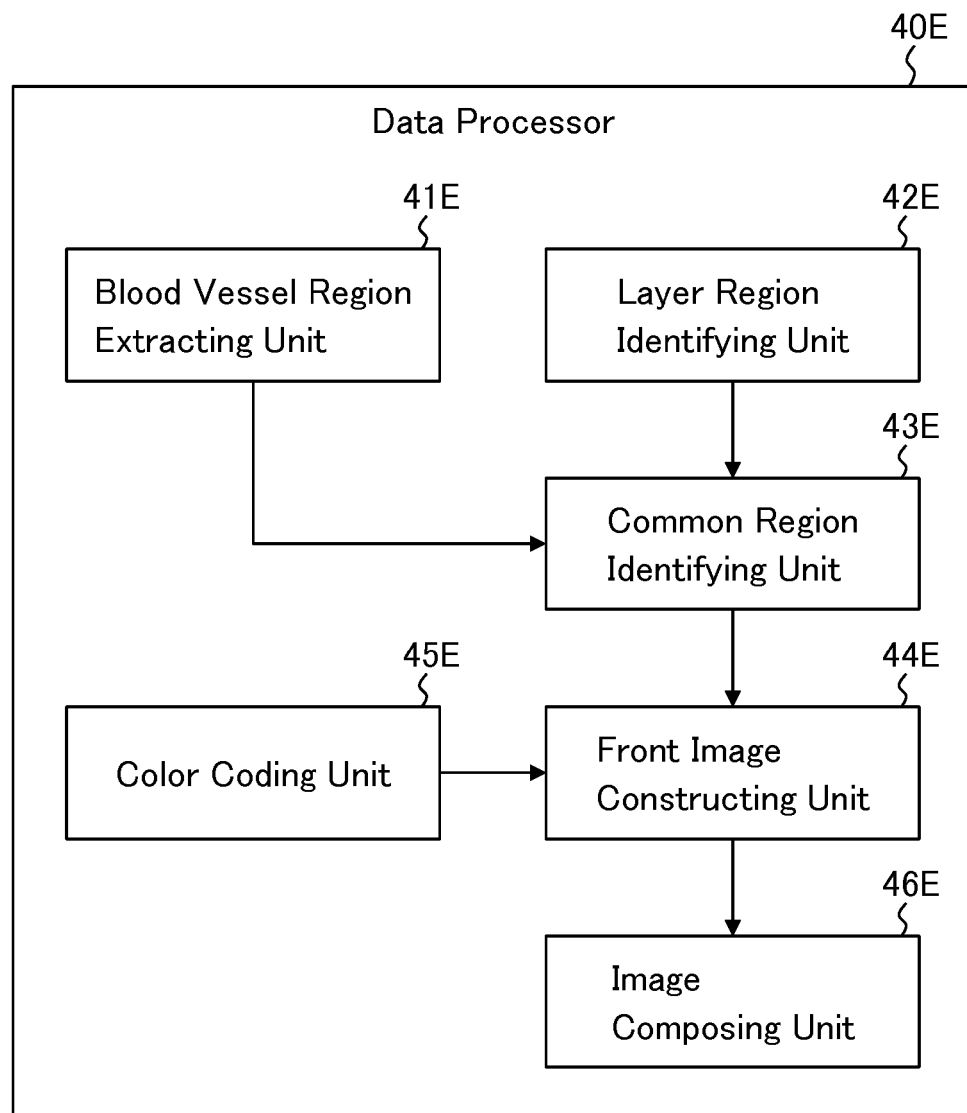 40E
Data Processor
41E
42E
Blood Vessel Region
Extracting Unit
Layer Region
Identifying Unit
43E
Common Region
Identifying Unit
45E
44E
Color Coding Unit
Front Image
Constructing Unit
46E
Image
Composing Unit